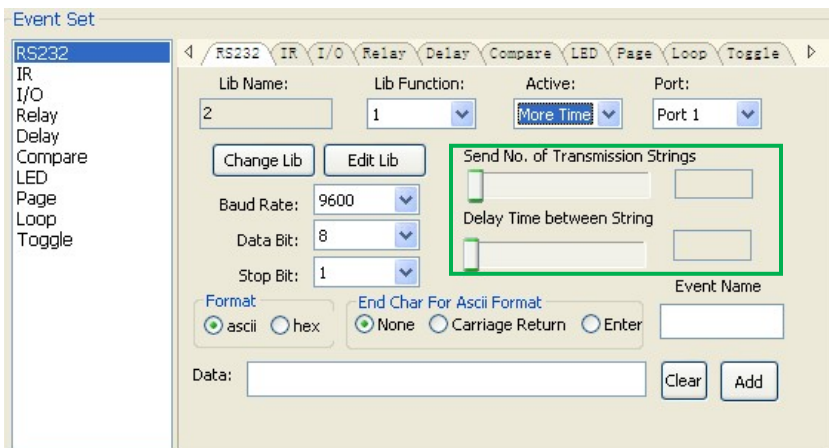 Event Set
RS232
IR
I/O
Relay
Delay
Compare
LED
Page
Loop
Toggle
RS232 IR I/O Relay Delay Compare LED Page Loop Toggle
Lib Name: Lib Function: Active: Port:
2 1 More Time Port 1
Change Lib Edit Lib Send No. of Transmission Strings
Baud Rate: 9600
Delay Time between String
Data Bit: 8
Stop Bit: 1
Event Name
Format End Char For Ascii Format
ascii hex None Carriage Return Enter
Data: Clear Add